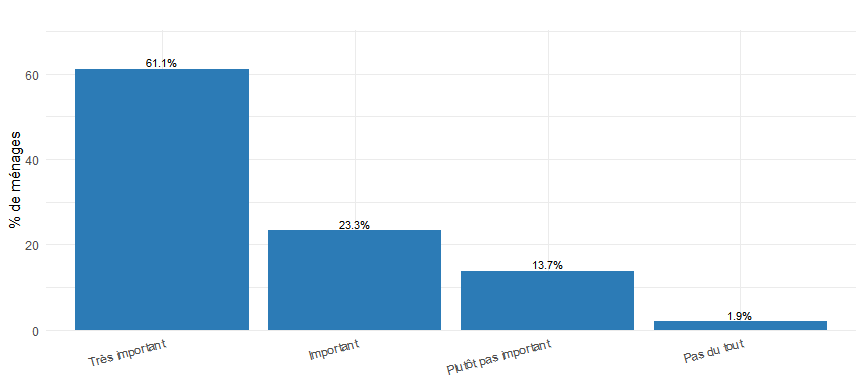 61.1%
60
% de ménages
40
23.3%
20
13.7%
1.9%
0
Très important
Important
Plutôt pas important
Pas du tout